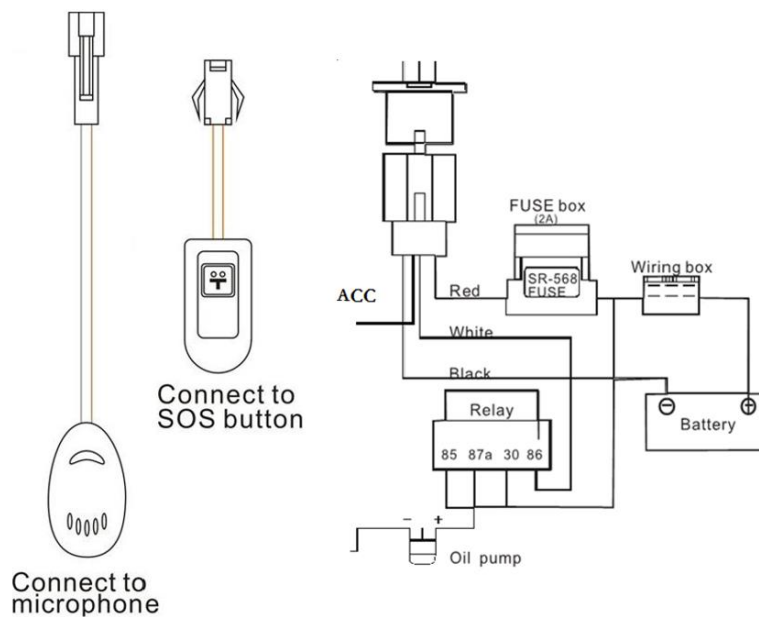 Connect to
SOS button
Connect to
microphone
FUSE box
(2A)
SR-568
FUSE
Wiring box
ACC
Red
White
Black
Relay
85 87a 30 86
Battery
− +
Oil pump